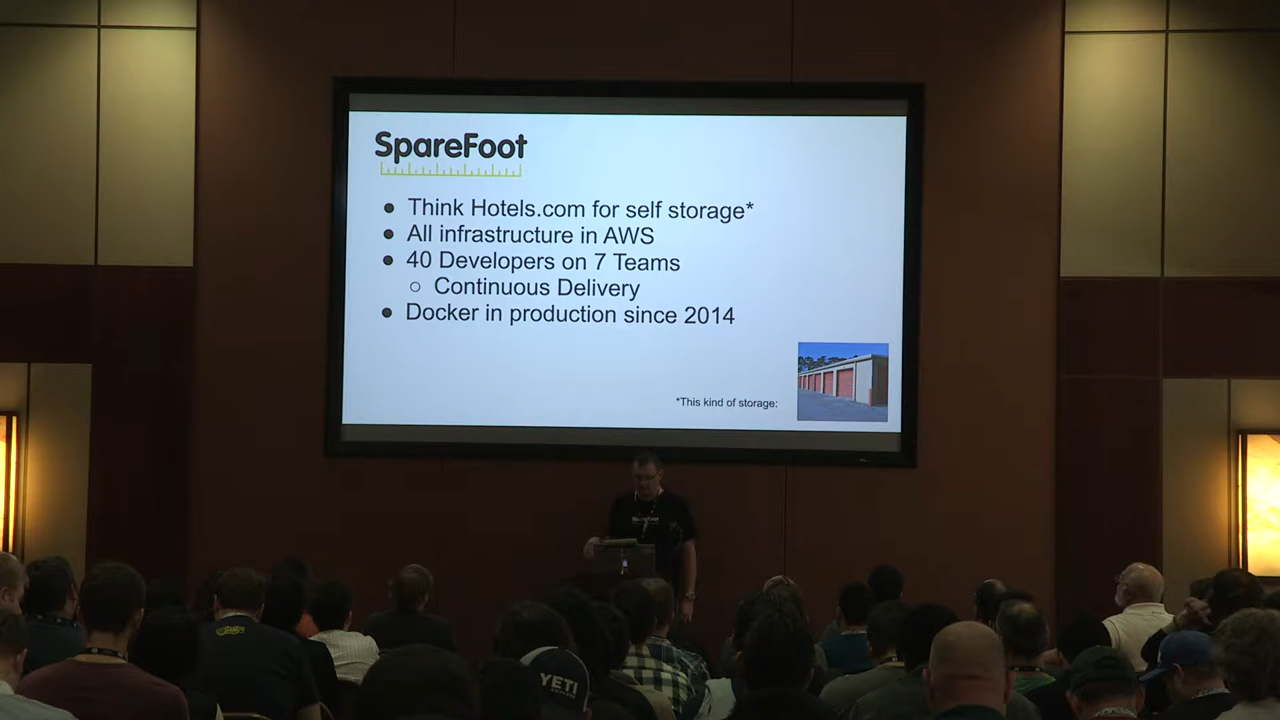 SpareFoot
● Think Hotels.com for self storage*
● All infrastructure in AWS
● 40 Developers on 7 Teams
○ Continuous Delivery
● Docker in production since 2014
*This kind of storage:
SpareFoot
YETI